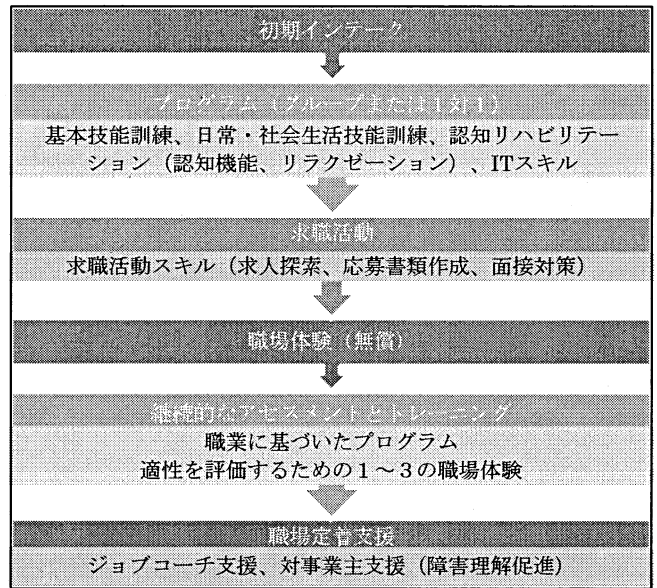 初期インテーク
プログラム（グループまたは1対1）
基本技能訓練、日常・社会生活技能訓練、認知リハビリテー
ション（認知機能、リラクゼーション）、ITスキル
求職活動
求職活動スキル（求人探索、応募書類作成、面接対策）
職場体験（無償）
継続的なアセスメントとトレーニング
職業に基づいたプログラム
適性を評価するための１～３の職場体験
職場定着支援
ジョブコーチ支援、対事業主支援（障害理解促進）